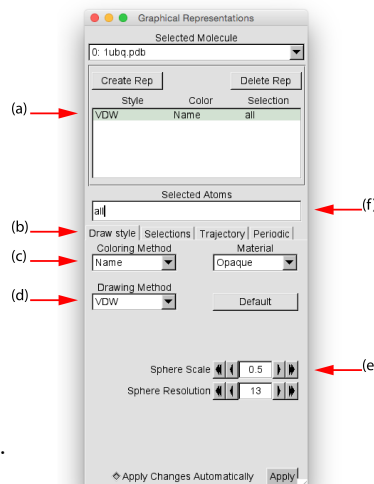 Graphical Representations
Selected Molecule
0: 1ubq.pdb
Create Rep Delete Rep
Style Color Selection
(a) VDW Name all
Selected Atoms
all (f)
(b) Draw style Selections Trajectory Periodic
Coloring Method Material
(c) Name Opaque
Drawing Method
(d) VDW Default
Sphere Scale 0.5 (e
Sphere Resolution 13
.
Apply Changes Automatically Apply